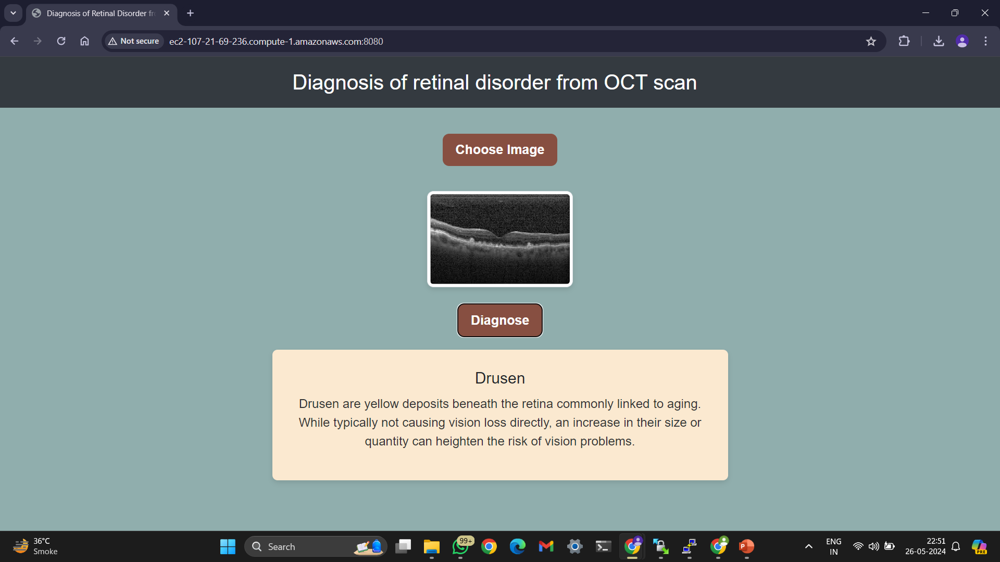 Diagnosis of Retinal Disorder fr
Not secure
ec2-107-21-69-236.compute-1.amazonaws.com:8080
Diagnosis of retinal disorder from OCT scan
Choose Image
Diagnose
Drusen
Drusen are yellow deposits beneath the retina commonly linked to aging.
While typically not causing vision loss directly, an increase in their size or
quantity can heighten the risk of vision problems.
36°C
Smoke
Search
99+
P
ENG
IN
22:51
26-05-2024
PRE